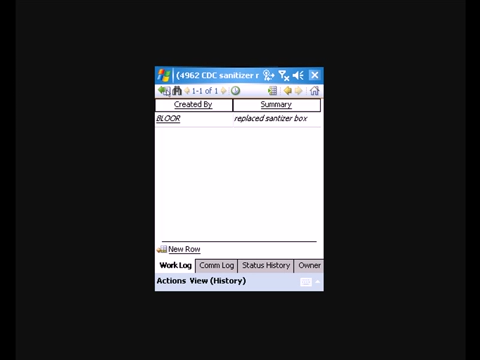 (4962 CDC sanitizer r
1-1 of 1
Created By Summary
BLOOR replaced santizer box
New Row
Work Log Comm Log Status History Owner
Actions View (History)